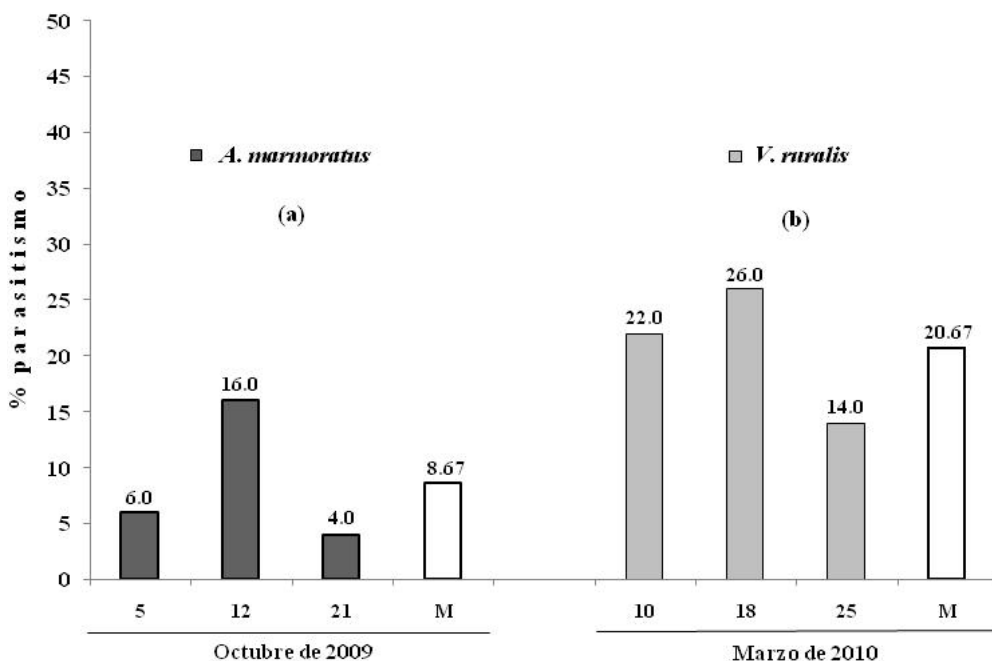 % parasitismo
50
45
40
35
30
25
20
15
10
5
0
A. marmoratus
V. ruralis
(a)
(b)
6.0
16.0
4.0
8.67
22.0
26.0
14.0
20.67
5 12 21 M
10 18 25 M
Octubre de 2009
Marzo de 2010